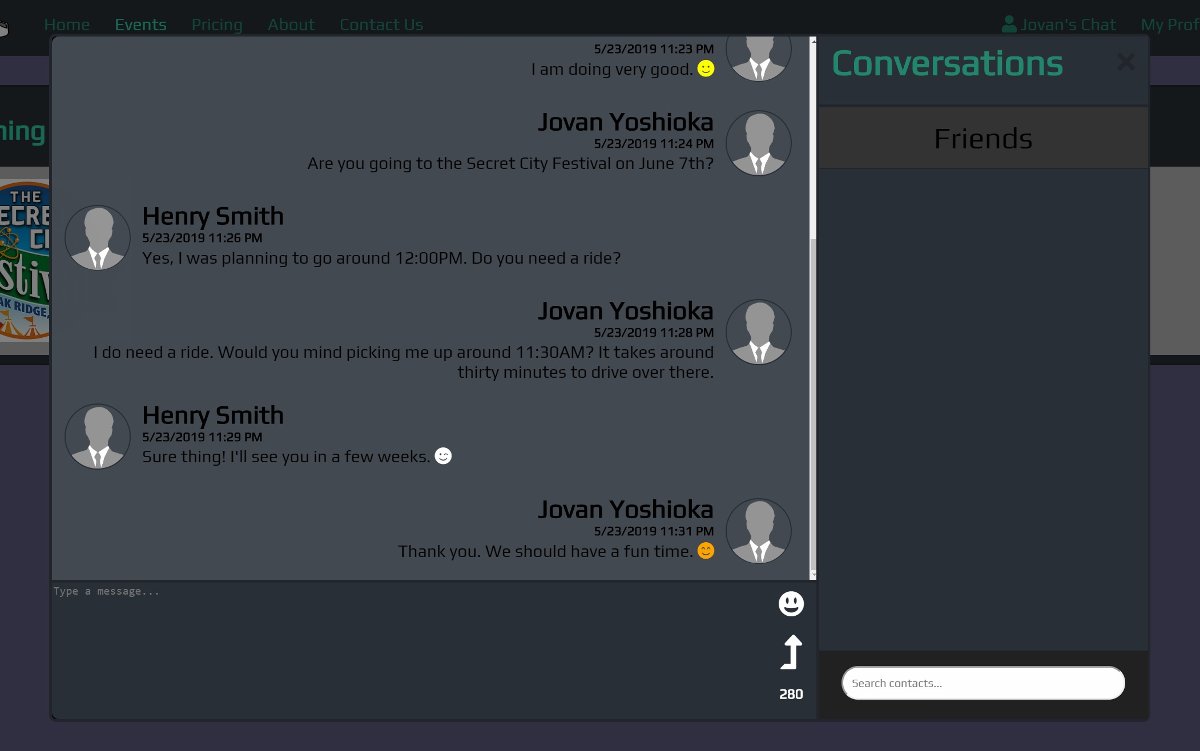 Home Events Pricing About Contact Us Jovan's Chat My Prof
ning
THE
SECRE
CI
stiv
AK RIDGE,
5/23/2019 11:23 PM
I am doing very good. 🙂
Jovan Yoshioka
5/23/2019 11:24 PM
Are you going to the Secret City Festival on June 7th?
Henry Smith
5/23/2019 11:26 PM
Yes, I was planning to go around 12:00PM. Do you need a ride?
Jovan Yoshioka
5/23/2019 11:28 PM
I do need a ride. Would you mind picking me up around 11:30AM? It takes around
thirty minutes to drive over there.
Henry Smith
5/23/2019 11:29 PM
Sure thing! I'll see you in a few weeks. 😉
Jovan Yoshioka
5/23/2019 11:31 PM
Thank you. We should have a fun time. 😊
Type a message...
280
Conversations
Friends
Search contacts...